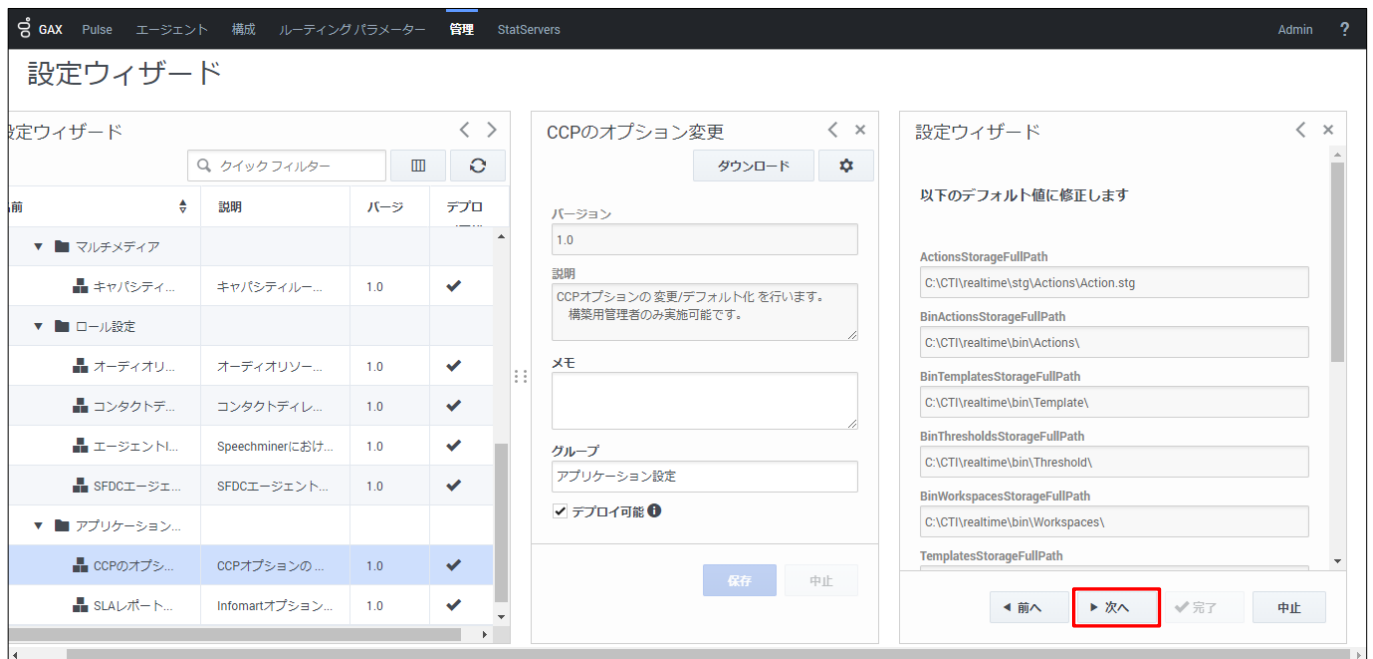 GAX Pulse エージェント 構成 ルーティング パラメーター 管理 StatServers Admin ?
設定ウィザード
設定ウィザード
クイック フィルター
名前 説明 バージ デプロ
マルチメディア
キャパシティ... キャパシティルー... 1.0
ロール設定
オーディオリ... オーディオリソー... 1.0
コンタクトデ... コンタクトディレ... 1.0
エージェントI... Speechminerにおけ... 1.0
SFDCエージェ... SFDCエージェント... 1.0
アプリケーション...
CCPのオプシ... CCPオプションの ... 1.0
SLAレポート... Infomartオプション... 1.0
CCPのオプション変更
ダウンロード
バージョン
1.0
説明
CCPオプションの 変更/デフォルト化 を行います。
構築用管理者のみ実施可能です。
メモ
グループ
アプリケーション設定
デプロイ可能
保存 中止
設定ウィザード
以下のデフォルト値に修正します
ActionsStorageFullPath
C:\CTI\realtime\stg\Actions\Action.stg
BinActionsStorageFullPath
C:\CTI\realtime\bin\Actions\
BinTemplatesStorageFullPath
C:\CTI\realtime\bin\Template\
BinThresholdsStorageFullPath
C:\CTI\realtime\bin\Threshold\
BinWorkspacesStorageFullPath
C:\CTI\realtime\bin\Workspaces\
TemplatesStorageFullPath
前へ 次へ 完了 中止